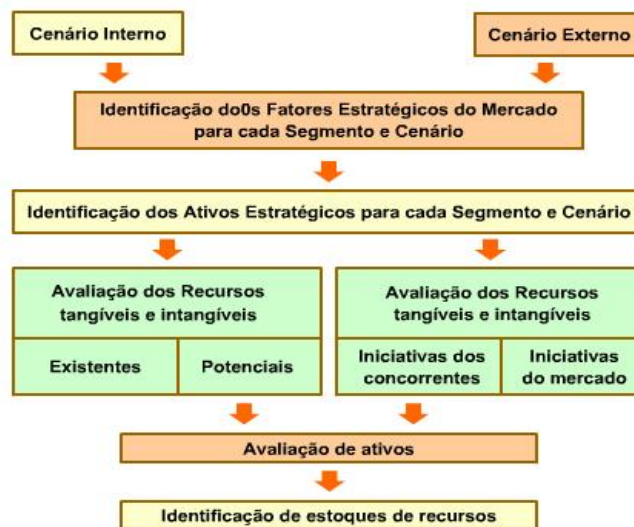 Cenário Interno
Cenário Externo
Identificação do0s Fatores Estratégicos do Mercado
para cada Segmento e Cenário
Identificação dos Ativos Estratégicos para cada Segmento e Cenário
Avaliação dos Recursos
tangíveis e intangíveis
Existentes
Potenciais
Avaliação dos Recursos
tangíveis e intangíveis
Iniciativas dos
concorrentes
Iniciativas
do mercado
Avaliação de ativos
Identificação de estoques de recursos